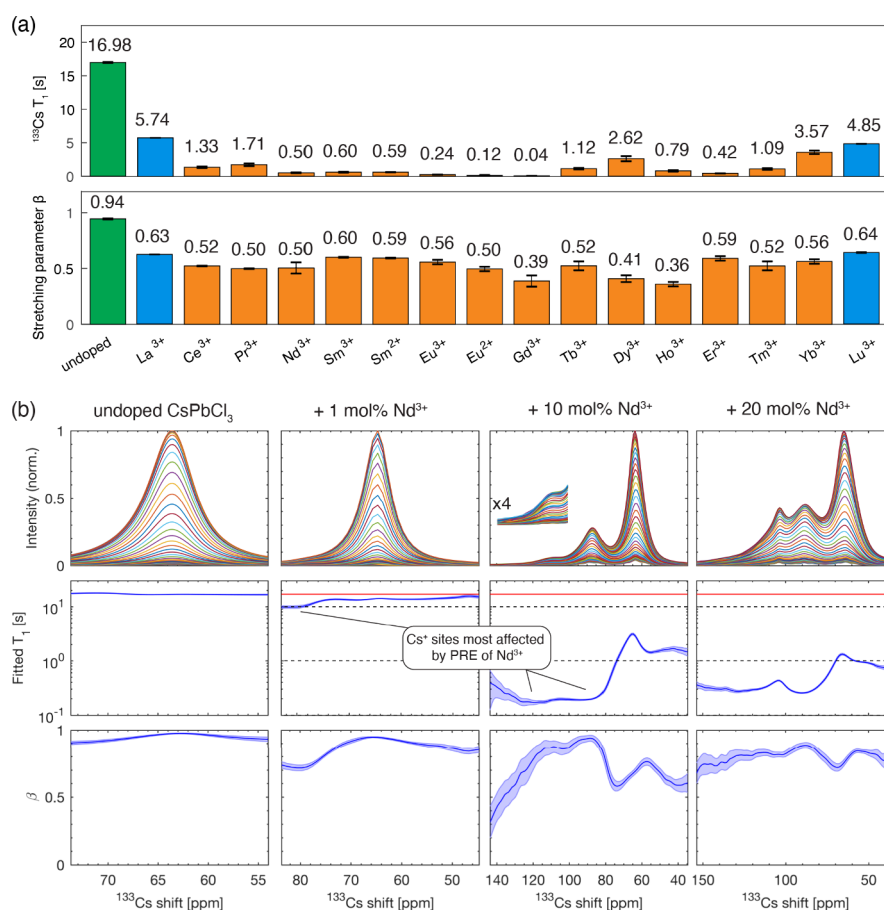 (a)
¹³³Cs T₁ [s]
20
15
10
5
0
16.98
5.74
1.33
1.71
0.50
0.60
0.59
0.24
0.12
0.04
1.12
2.62
0.79
0.42
1.09
3.57
4.85
Stretching parameter β
1
0.5
0
0.94
0.63
0.52
0.50
0.50
0.60
0.59
0.56
0.50
0.39
0.52
0.41
0.36
0.59
0.52
0.56
0.64
undoped
La³⁺
Ce³⁺
Pr³⁺
Nd³⁺
Sm³⁺
Sm²⁺
Eu³⁺
Eu²⁺
Gd³⁺
Tb³⁺
Dy³⁺
Ho³⁺
Er³⁺
Tm³⁺
Yb³⁺
Lu³⁺
(b)
undoped CsPbCl₃
+ 1 mol% Nd³⁺
+ 10 mol% Nd³⁺
+ 20 mol% Nd³⁺
Intensity (norm.)
1
0.5
0
x4
Fitted T₁ [s]
10¹
10⁰
10⁻¹
Cs⁺ sites most affected
by PRE of Nd³⁺
β
1
0.5
0
70 65 60 55
80 70 60 50
140 120 100 80 60 40
150 100 50
¹³³Cs shift [ppm]
¹³³Cs shift [ppm]
¹³³Cs shift [ppm]
¹³³Cs shift [ppm]